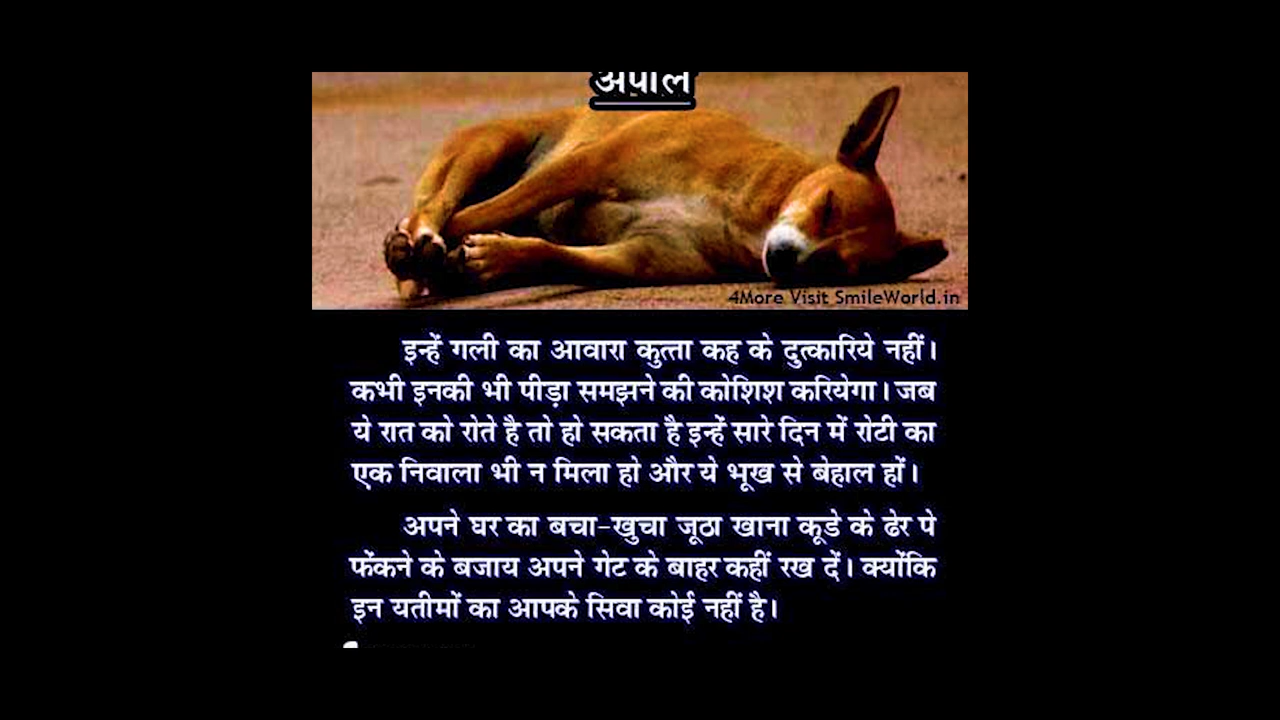 अपील
4More Visit SmileWorld.in
इन्हें गली का आवारा कुत्ता कह के दुत्कारिये नहीं।
कभी इनकी भी पीड़ा समझने की कोशिश करियेगा। जब
ये रात को रोते है तो हो सकता है इन्हें सारे दिन में रोटी का
एक निवाला भी न मिला हो और ये भूख से बेहाल हों।
अपने घर का बचा-खुचा जूठा खाना कूडे के ढेर पे
फेंकने के बजाय अपने गेट के बाहर कहीं रख दें। क्योंकि
इन यतीमों का आपके सिवा कोई नहीं है।